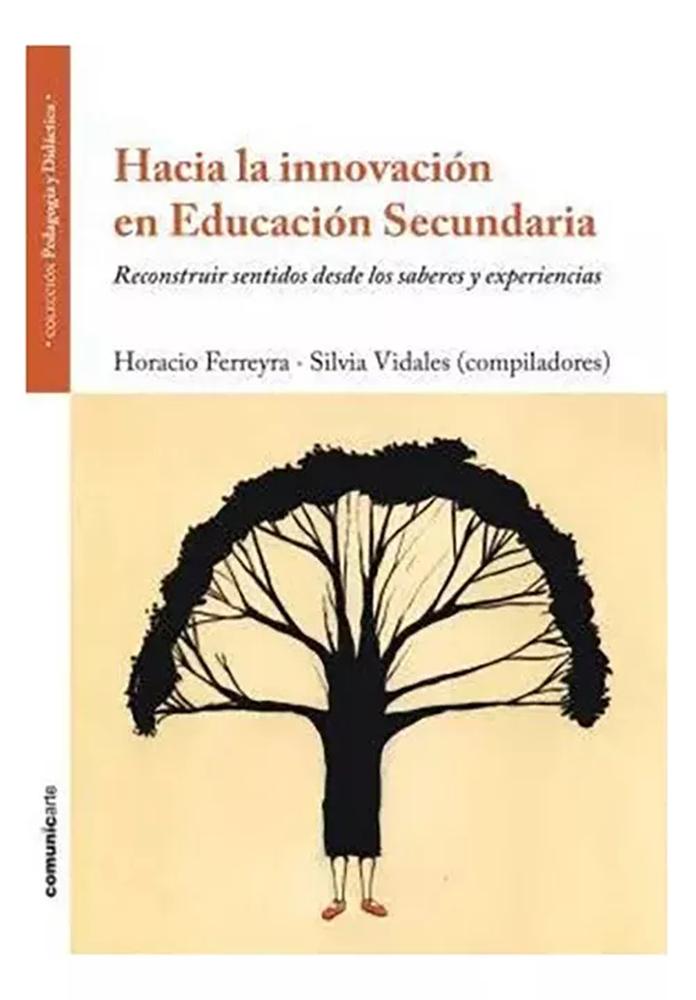 Hacia la innovación
en Educación Secundaria
Reconstruir sentidos desde los saberes y experiencias
Horacio Ferreyra · Silvia Vidales (compiladores)
· COLECCIÓN Pedagogía y Didáctica ·
comunicarte